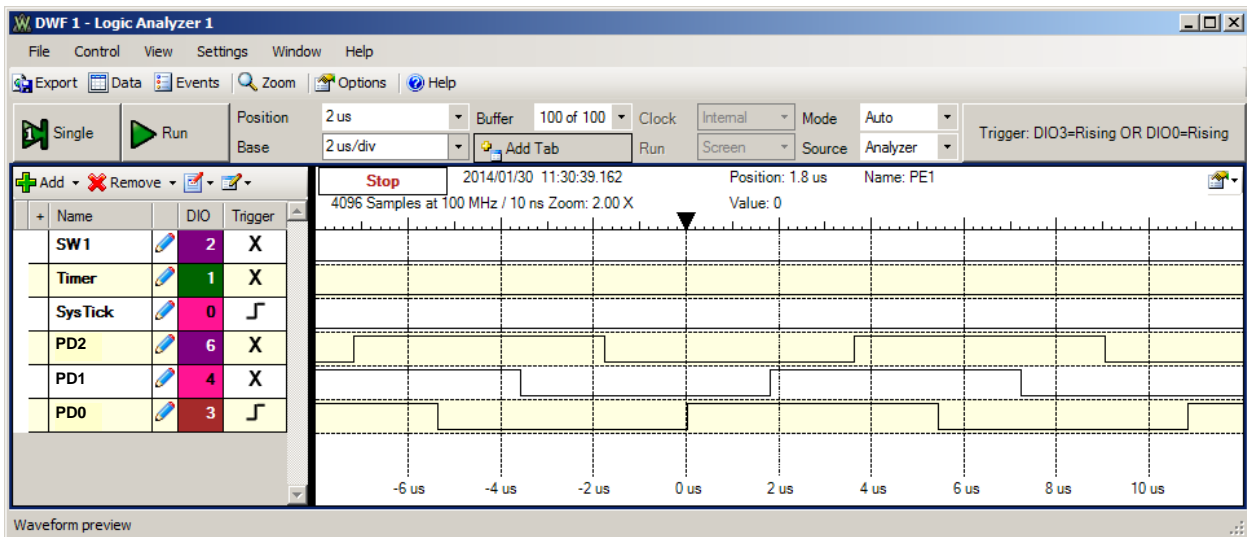 DWF 1 - Logic Analyzer 1
File Control View Settings Window Help
Export Data Events Zoom Options Help
Single Run Position 2 us Buffer 100 of 100 Clock Internal Mode Auto Trigger: DIO3=Rising OR DIO0=Rising
Base 2 us/div Add Tab Run Screen Source Analyzer
Add Remove Stop 2014/01/30 11:30:39.162 Position: 1.8 us Name: PE1
4096 Samples at 100 MHz / 10 ns Zoom: 2.00 X Value: 0
+ Name DIO Trigger
SW1 2 X
Timer 1 X
SysTick 0
PD2 6 X
PD1 4 X
PD0 3
-6 us -4 us -2 us 0 us 2 us 4 us 6 us 8 us 10 us
Waveform preview